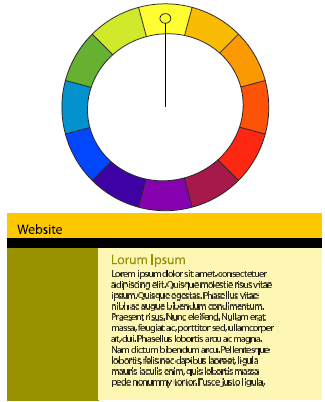 Website
Lorum Ipsum
Lorem ipsum dolor sit amet, consectetuer
adipiscing elit. Quisque molestie risus vitae
ipsum. Quisque egestas. Phasellus vitae
nibh ac augue bibendum condimentum.
Praesent risus. Nunc eleifend. Nullam erat
massa, feugiat ac, porttitor sed, ullamcorper
at, dui. Phasellus lobortis arcu ac magna.
Nam dictum bibendum arcu. Pellentesque
lobortis, felis nec dapibus laoreet, ligula
mauris iaculis enim, quis lobortis massa
pede nonummy tortor. Fusce justo ligula,